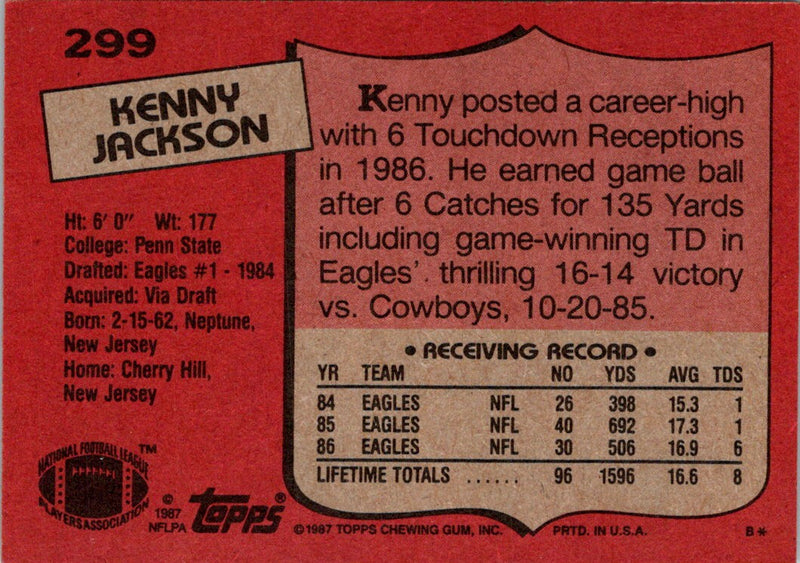 299
KENNY
JACKSON
Ht: 6' 0" Wt: 177
College: Penn State
Drafted: Eagles #1 - 1984
Acquired: Via Draft
Born: 2-15-62, Neptune,
New Jersey
Home: Cherry Hill,
New Jersey
Kenny posted a career-high
with 6 Touchdown Receptions
in 1986. He earned game ball
after 6 Catches for 135 Yards
including game-winning TD in
Eagles' thrilling 16-14 victory
vs. Cowboys, 10-20-85.
• RECEIVING RECORD •
YR TEAM NO YDS AVG TDS
84 EAGLES NFL 26 398 15.3 1
85 EAGLES NFL 40 692 17.3 1
86 EAGLES NFL 30 506 16.9 6
LIFETIME TOTALS ...... 96 1596 16.6 8
NATIONAL FOOTBALL LEAGUE
PLAYERS ASSOCIATION
TM
© 1987
NFLPA
topps®
© 1987 TOPPS CHEWING GUM, INC. PRTD. IN U.S.A. B*